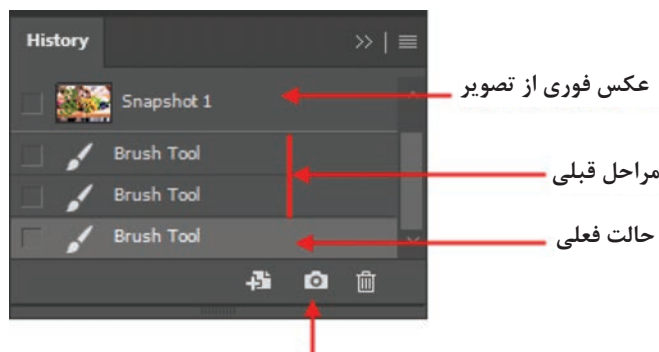 History
عکس فوری از تصویر
Snapshot 1
Brush Tool
مراحل قبلی
Brush Tool
حالت فعلی
Brush Tool